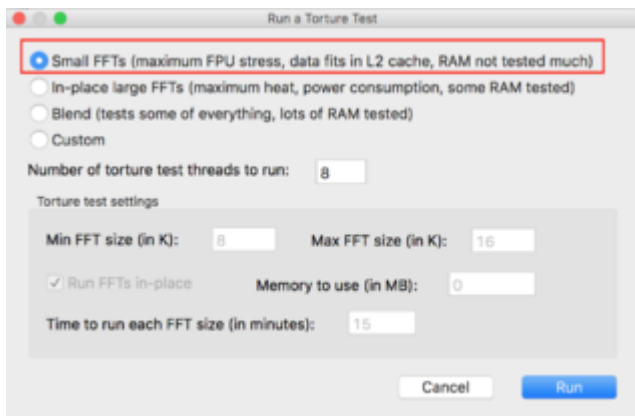 Run a Torture Test
Small FFTs (maximum FPU stress, data fits in L2 cache, RAM not tested much)
In-place large FFTs (maximum heat, power consumption, some RAM tested)
Blend (tests some of everything, lots of RAM tested)
Custom
Number of torture test threads to run: 8
Torture test settings
Min FFT size (in K): 8 Max FFT size (in K): 16
Run FFTs in-place Memory to use (in MB): 0
Time to run each FFT size (in minutes): 15
Cancel Run